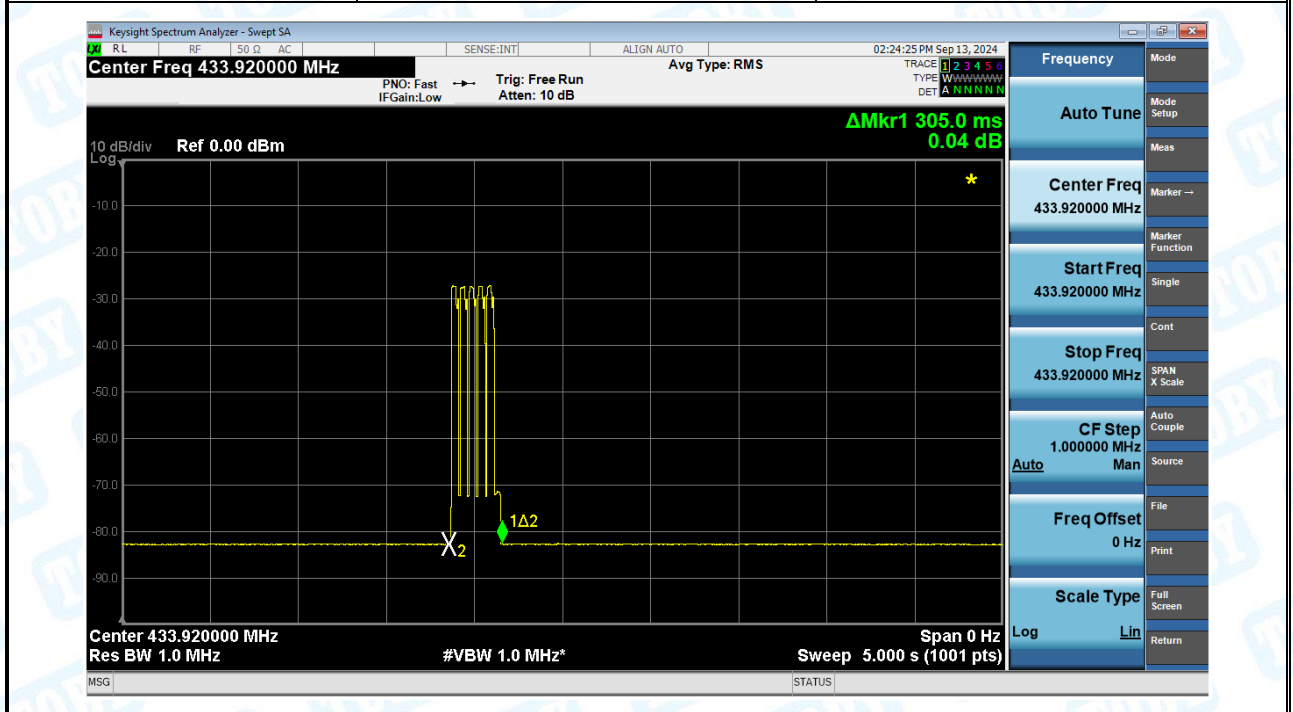 Keysight Spectrum Analyzer - Swept SA
LXI RL RF 50 Ω AC SENSE:INT ALIGN AUTO 02:24:25 PM Sep 13, 2024
Center Freq 433.920000 MHz
Avg Type: RMS
TRACE 1 2 3 4 5 6
PNO: Fast Trig: Free Run
TYPE WWWWWW
IFGain:Low Atten: 10 dB
DET A N N N N N
ΔMkr1 305.0 ms
0.04 dB
10 dB/div Ref 0.00 dBm
Log
-10.0
-20.0
-30.0
-40.0
-50.0
-60.0
-70.0
-80.0
-90.0
1Δ2
2
*
Center 433.920000 MHz Span 0 Hz
Res BW 1.0 MHz #VBW 1.0 MHz* Sweep 5.000 s (1001 pts)
MSG STATUS
Frequency
Auto Tune
Center Freq
433.920000 MHz
Start Freq
433.920000 MHz
Stop Freq
433.920000 MHz
CF Step
1.000000 MHz
Auto Man
Freq Offset
0 Hz
Scale Type
Log Lin
Mode
Mode
Setup
Meas
Marker →
Marker
Function
Single
Cont
SPAN
X Scale
Auto
Couple
Source
File
Print
Full
Screen
Return
TOBY